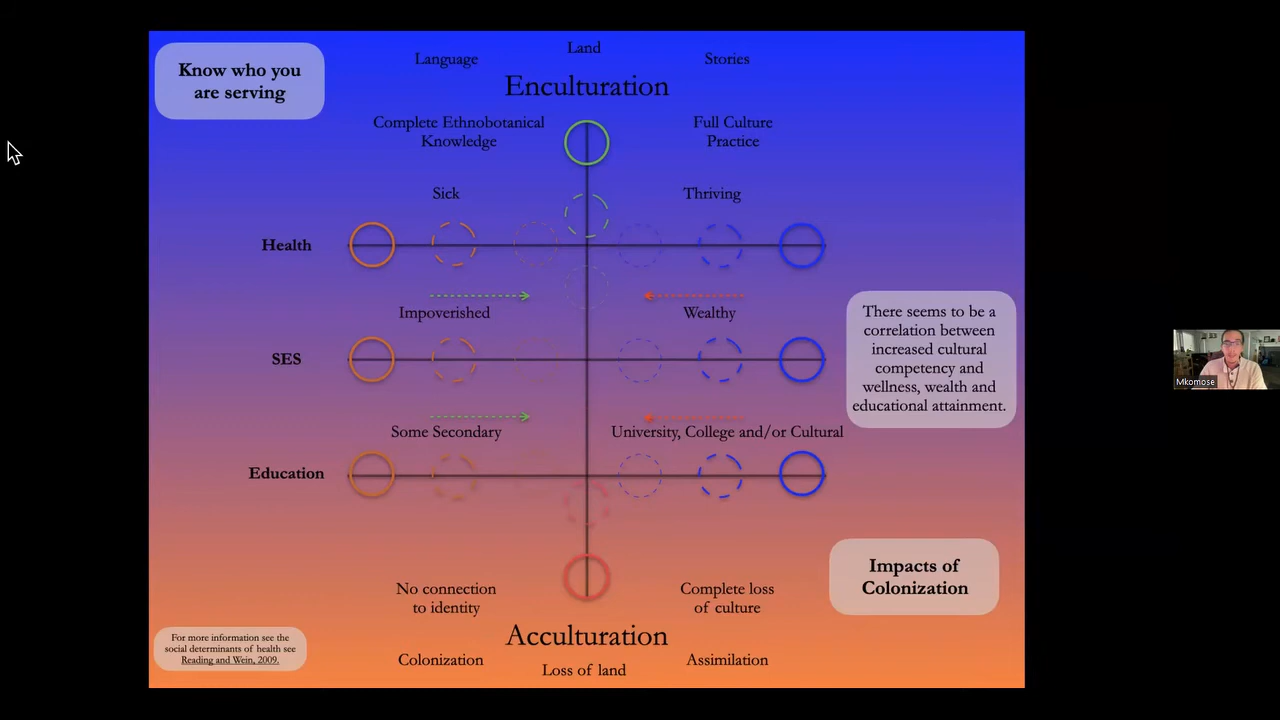 Know who you
are serving
Language
Land
Stories
Enculturation
Complete Ethnobotanical
Knowledge
Full Culture
Practice
Sick
Thriving
Health
Impoverished
Wealthy
SES
There seems to be a
correlation between
increased cultural
competency and
wellness, wealth and
educational attainment.
Some Secondary
University, College and/or Cultural
Education
No connection
to identity
Complete loss
of culture
Impacts of
Colonization
Acculturation
Colonization
Loss of land
Assimilation
For more information see the
social determinants of health see
Reading and Wein, 2009.
Mkomose